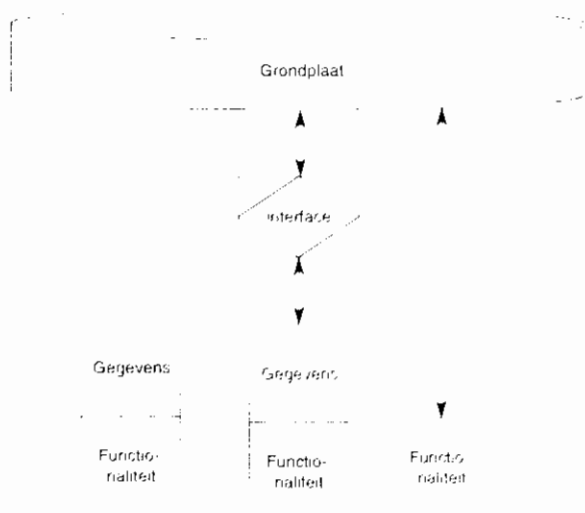 Grondplaat
Interface
Gegevens
Gegevens
Functio-
naliteit
Functio-
naliteit
Functio
naliteit